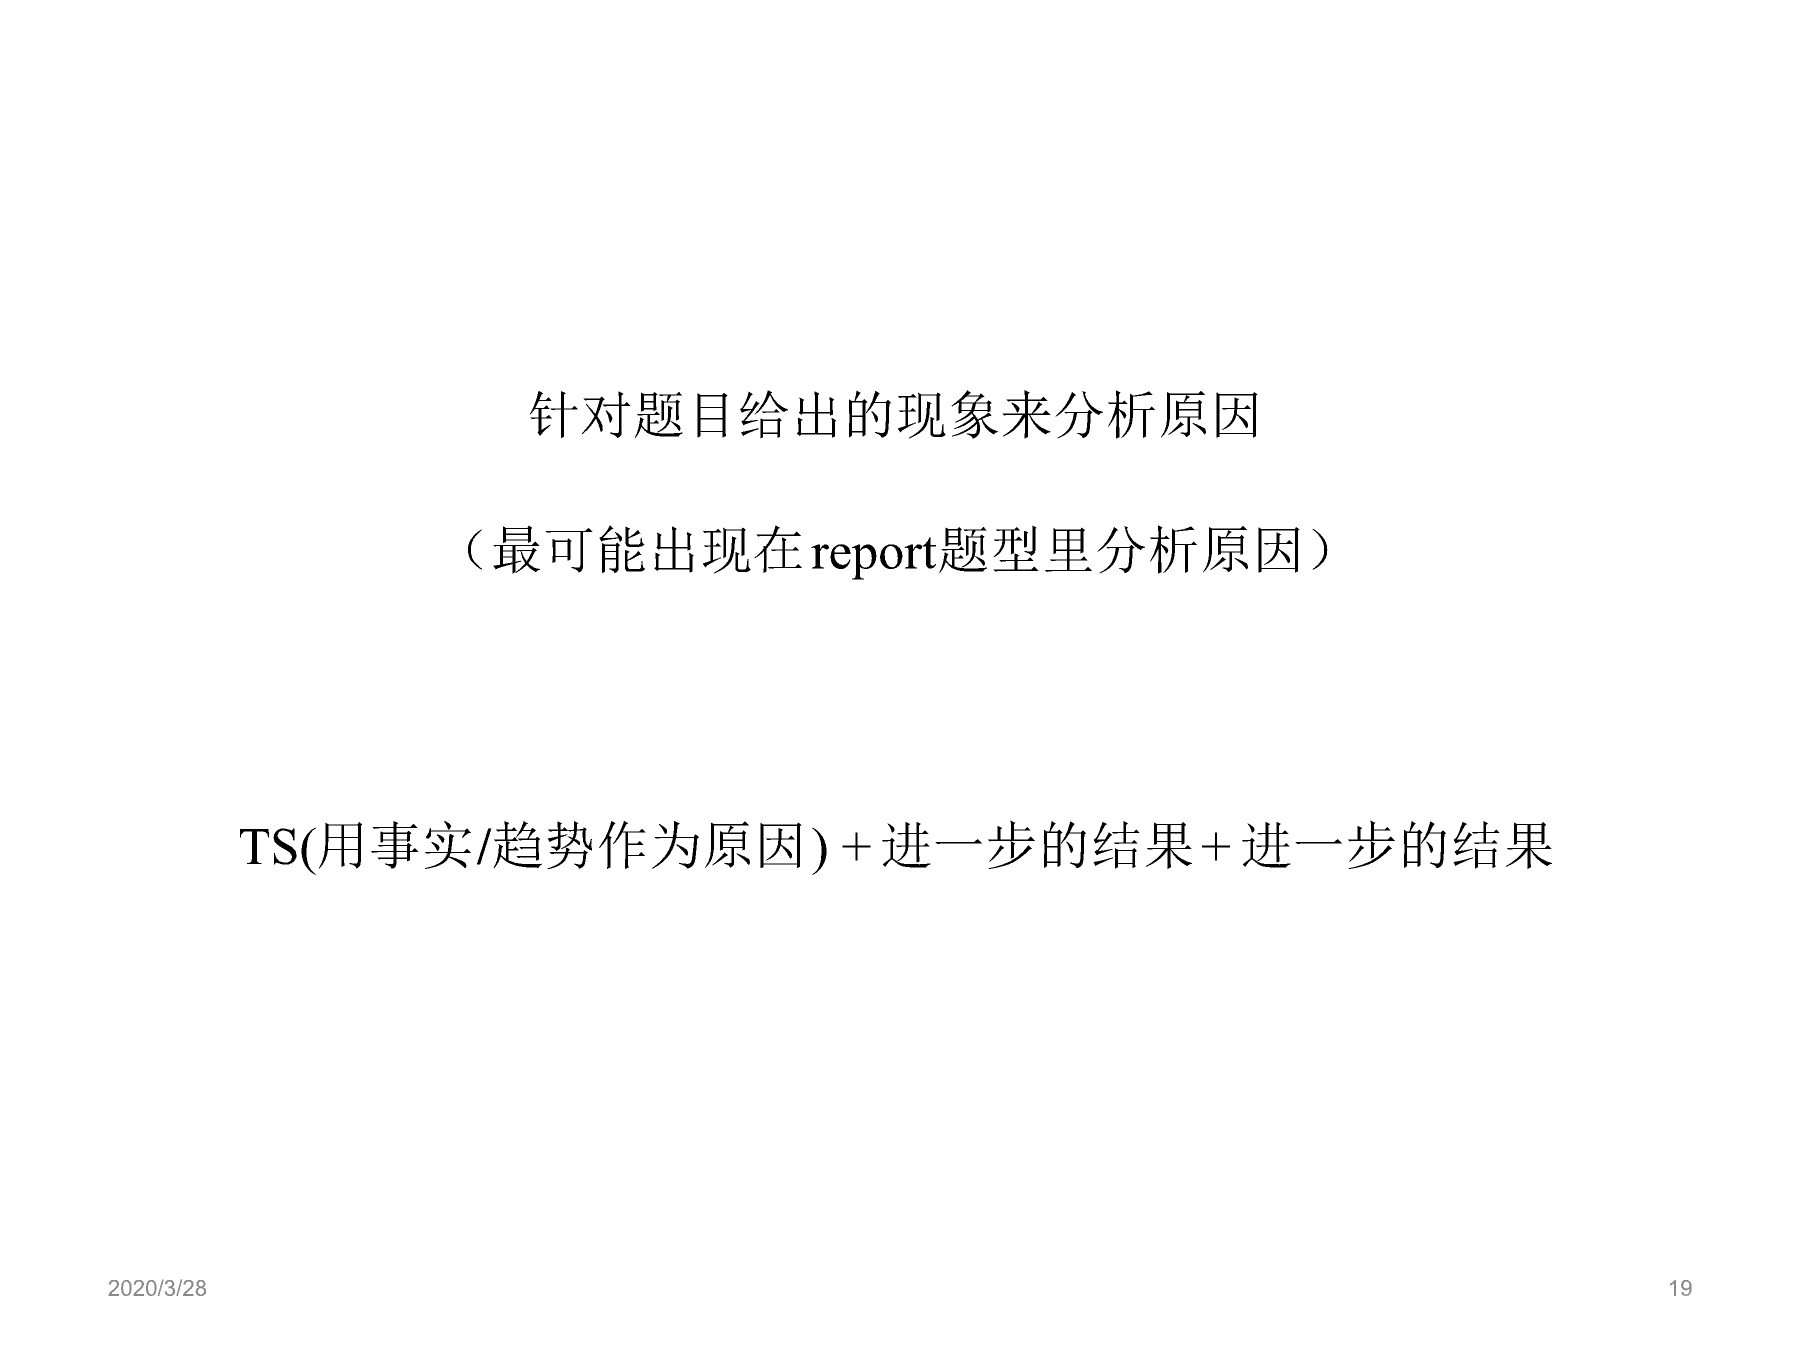 针对题目给出的现象来分析原因
（最可能出现在report题型里分析原因）
TS(用事实/趋势作为原因) + 进一步的结果+ 进一步的结果
2020/3/28
19